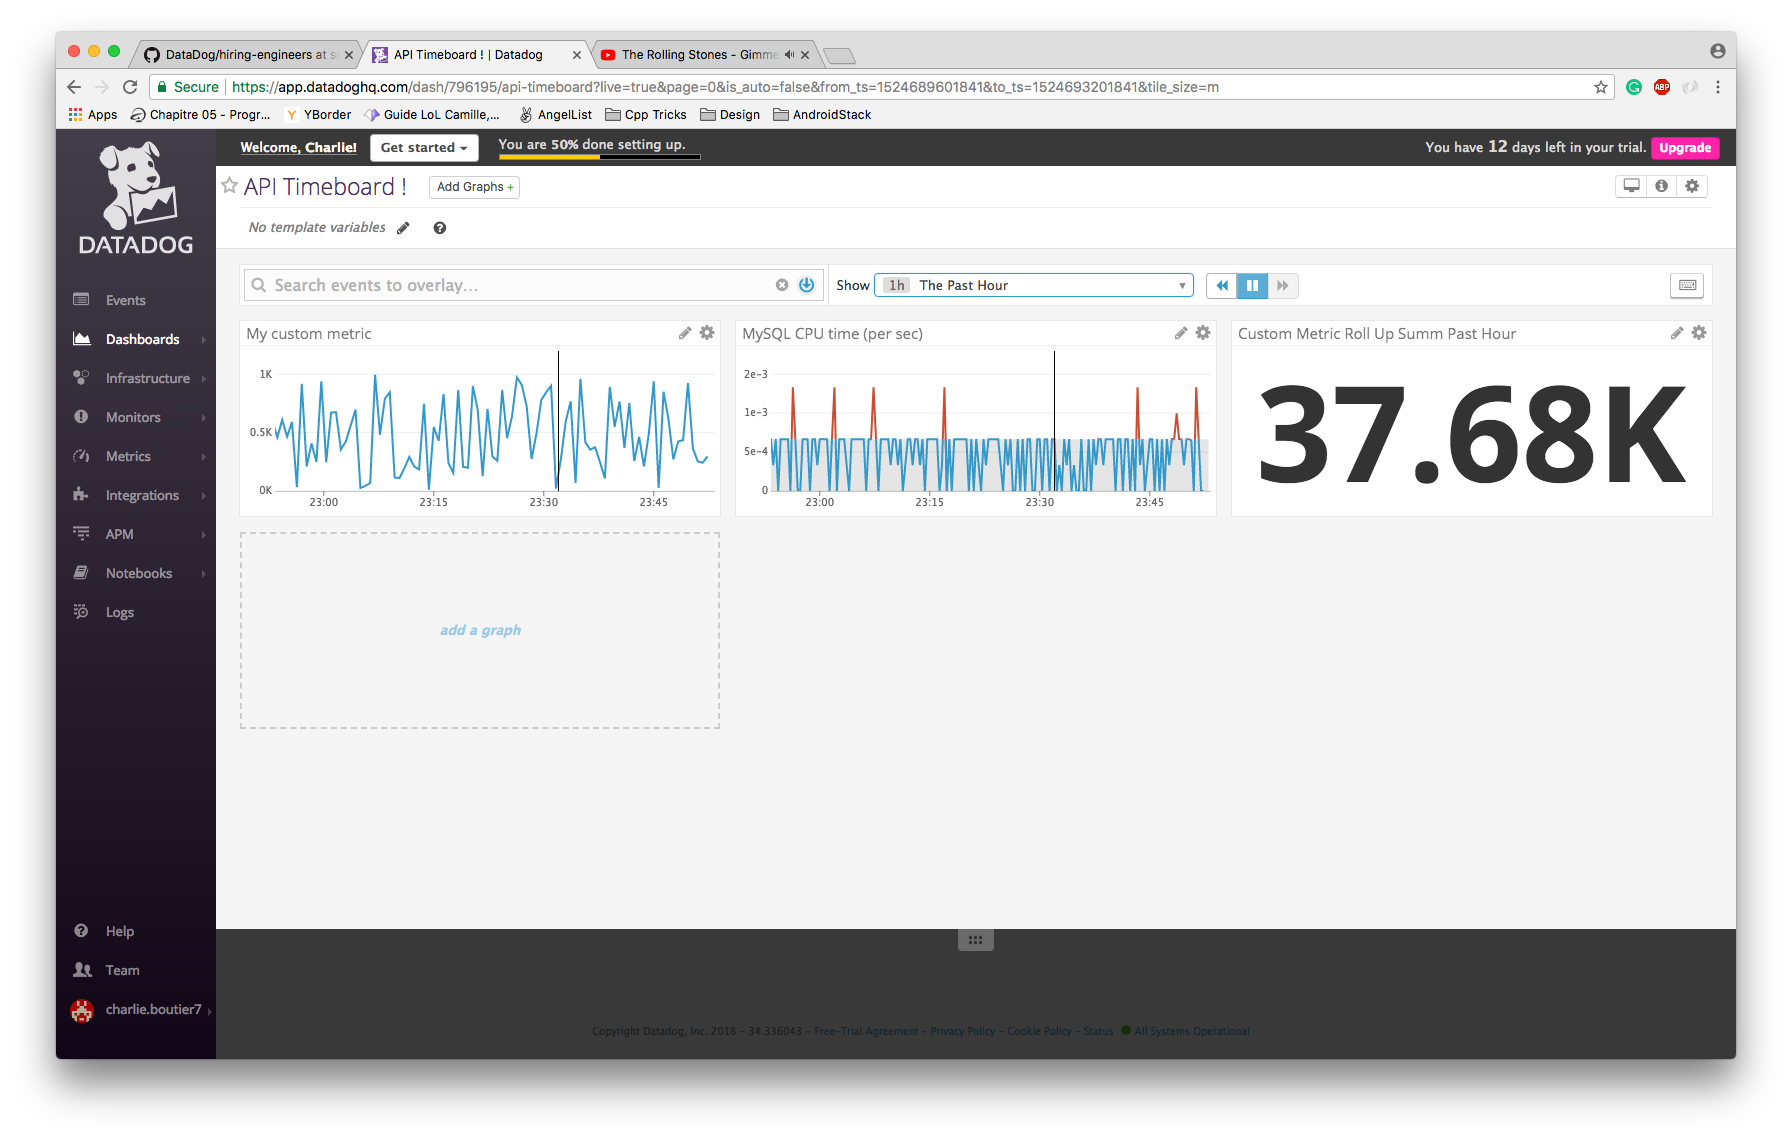 DataDog/hiring-engineers at so
API Timeboard ! | Datadog
The Rolling Stones - Gimme
Secure
https://app.datadoghq.com/dash/796195/api-timeboard?live=true&page=0&is_auto=false&from_ts=1524689601841&to_ts=1524693201841&tile_size=m
ABP
Apps
Chapitre 05 - Progr...
YBorder
Guide LoL Camille,...
AngelList
Cpp Tricks
Design
AndroidStack
DATADOG
Welcome, Charlie!
Get started
You are 50% done setting up.
You have 12 days left in your trial.
Upgrade
API Timeboard !
Add Graphs +
No template variables
Search events to overlay...
Show
1h
The Past Hour
Events
Dashboards
Infrastructure
Monitors
Metrics
Integrations
APM
Notebooks
Logs
Help
Team
charlie.boutier7
My custom metric
1K
0.5K
0K
23:00
23:15
23:30
23:45
MySQL CPU time (per sec)
2e-3
1e-3
5e-4
0
23:00
23:15
23:30
23:45
Custom Metric Roll Up Summ Past Hour
37.68K
add a graph
Copyright Datadog, Inc. 2018 - 34.336043 - Free-Trial Agreement - Privacy Policy - Cookie Policy - Status All Systems Operational